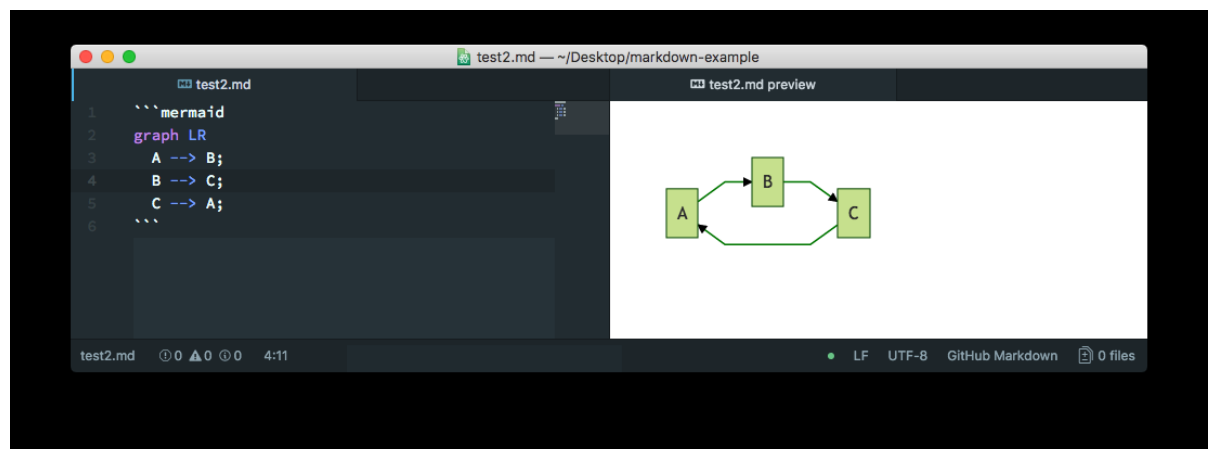 test2.md — ~/Desktop/markdown-example
test2.md
test2.md preview
1 ```mermaid
2 graph LR
3 A --> B;
4 B --> C;
5 C --> A;
6 ```
A
B
C
test2.md 0 0 0 4:11
LF UTF-8 GitHub Markdown 0 files